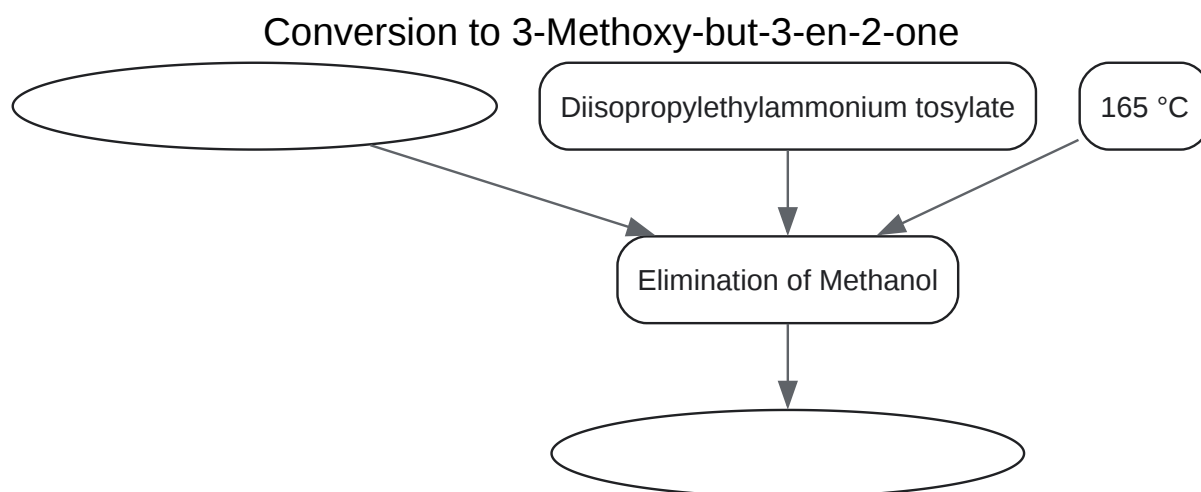 Conversion to 3-Methoxy-but-3-en-2-one
Diisopropylethylammonium tosylate
165 °C
Elimination of Methanol